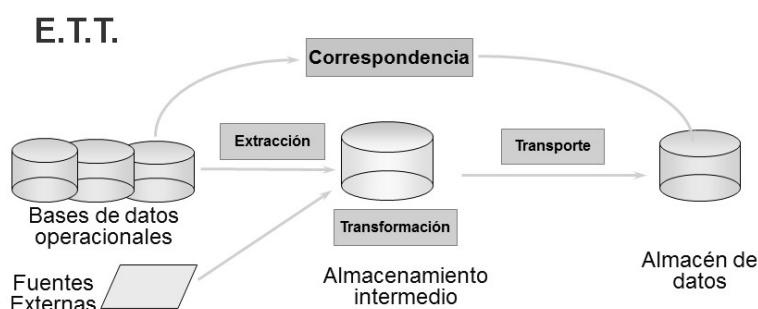 E.T.T.
Correspondencia
Extracción
Transporte
Bases de datos
operacionales
Transformación
Almacenamiento
intermedio
Almacén de
datos
Fuentes
Externas